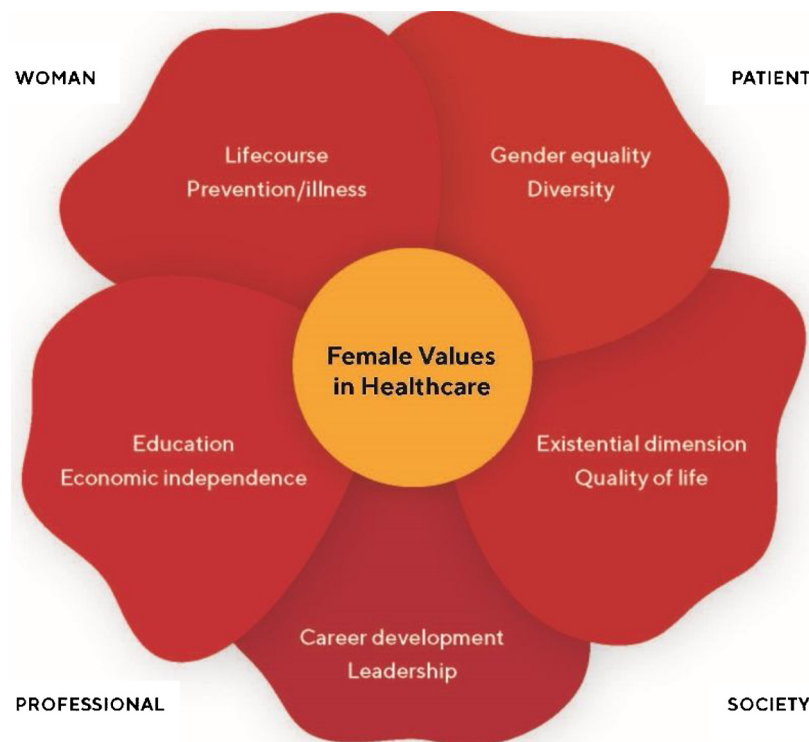 WOMAN
PATIENT
Lifecourse
Prevention/illness
Gender equality
Diversity
Female Values
in Healthcare
Education
Economic independence
Existential dimension
Quality of life
Career development
Leadership
PROFESSIONAL
SOCIETY